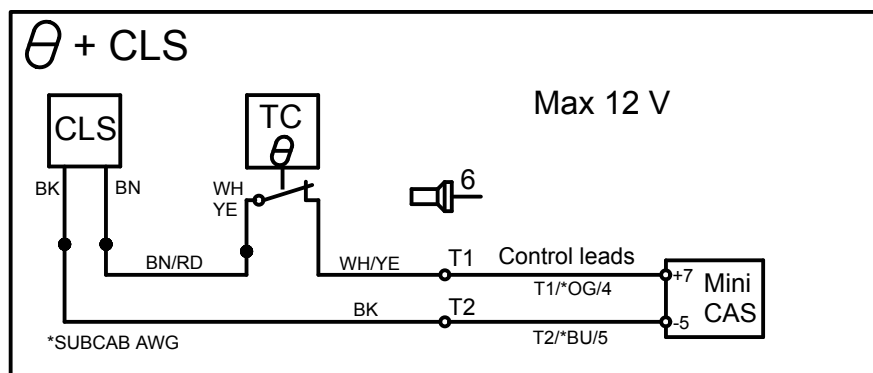 θ + CLS
Max 12 V
CLS
TC
θ
BK
BN
WH
YE
6
BN/RD
WH/YE
T1
Control leads
T1/*OG/4
+7
Mini
CAS
BK
T2
T2/*BU/5
-5
*SUBCAB AWG